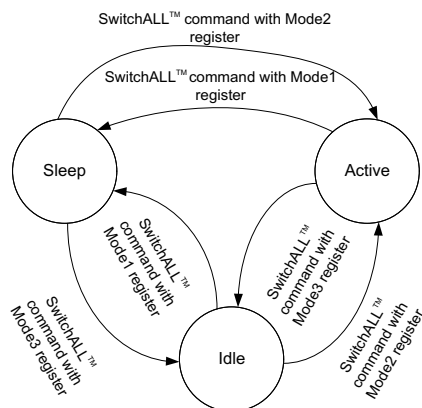 SwitchALL™ command with Mode2
register
SwitchALL™ command with Mode1
register
Sleep
Active
SwitchALL™
command with
Mode1 register
SwitchALL™
command with
Mode3 register
SwitchALL™
command with
Mode3 register
SwitchALL™
command with
Mode2 register
Idle